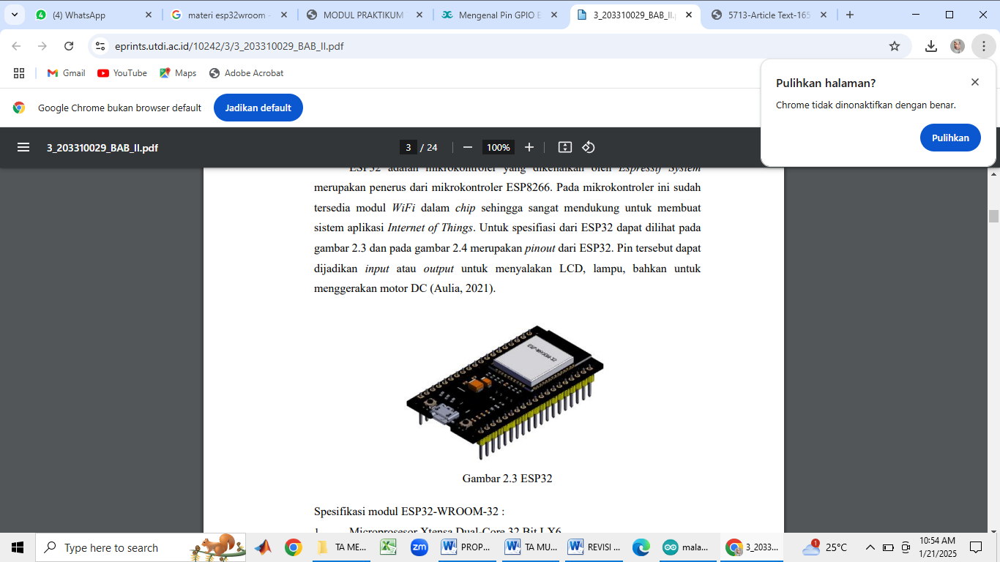 (4) WhatsApp
materi esp32wroom -
MODUL PRAKTIKUM
Mengenal Pin GPIO E
3_203310029_BAB_II.p
5713-Article Text-165
eprints.utdi.ac.id/10242/3/3_203310029_BAB_II.pdf
Gmail
YouTube
Maps
Adobe Acrobat
Pulihkan halaman?
Chrome tidak dinonaktifkan dengan benar.
Pulihkan
Google Chrome bukan browser default
Jadikan default
3_203310029_BAB_II.pdf
3 / 24
100%
ESP32 adalah mikrokontroler yang dikenalkan oleh Espressif System
merupakan penerus dari mikrokontroler ESP8266. Pada mikrokontroler ini sudah
tersedia modul WiFi dalam chip sehingga sangat mendukung untuk membuat
sistem aplikasi Internet of Things. Untuk spesifiasi dari ESP32 dapat dilihat pada
gambar 2.3 dan pada gambar 2.4 merupakan pinout dari ESP32. Pin tersebut dapat
dijadikan input atau output untuk menyalakan LCD, lampu, bahkan untuk
menggerakan motor DC (Aulia, 2021).
ESP-WROOM-32
Gambar 2.3 ESP32
Spesifikasi modul ESP32-WROOM-32 :
1. Microprosesor Xtensa Dual-Core 32 Bit LX6
Type here to search
TA ME...
zm
PROP...
TA MU...
REVISI ...
mala...
3_2033...
1
25°C
10:54 AM
1/21/2025